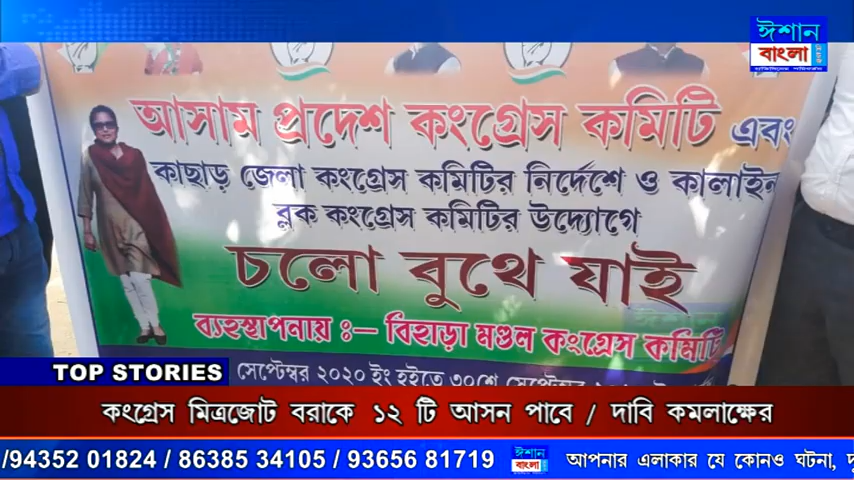 ঈশান
বাংলা
আসাম প্রদেশ কংগ্রেস কমিটি এবং
কাছাড় জেলা কংগ্রেস কমিটির নির্দেশে ও কালাইন
ব্লক কংগ্রেস কমিটির উদ্যোগে
চলো বুথে যাই
ব্যবস্থাপনায় ঃ— বিহাড়া মণ্ডল কংগ্রেস কমিটি
সেপ্টেম্বর ২০২০ ইং হইতে ৩০শে সেপ্টেম্বর
TOP STORIES
কংগ্রেস মিত্রজোট বরাকে ১২ টি আসন পাবে / দাবি কমলাক্ষের
/94352 01824 / 86385 34105 / 93656 81719 ঈশান বাংলা আপনার এলাকার যে কোনও ঘটনা,